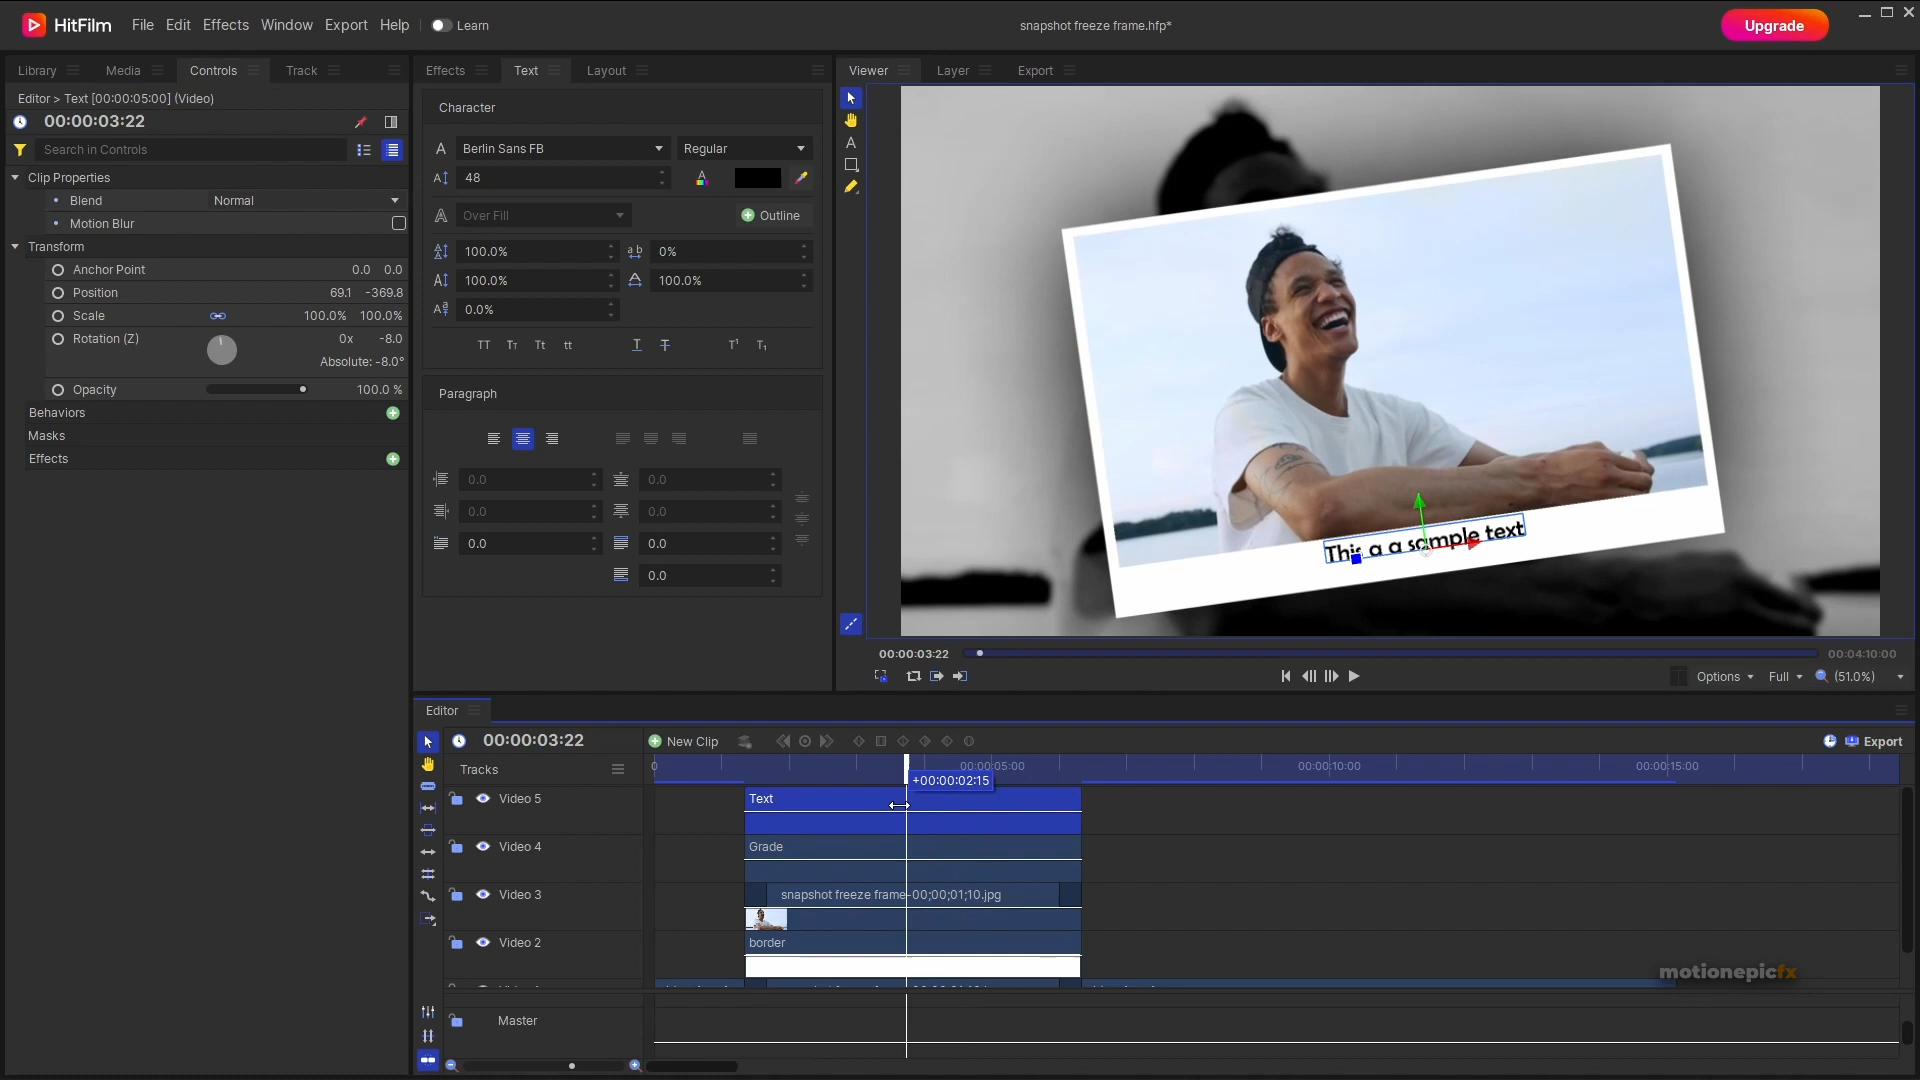 HitFilm File Edit Effects Window Export Help Learn snapshot freeze frame.hfp* Upgrade
Library Media Controls Track Effects Text Layout Viewer Layer Export
Editor > Text [00:00:05:00] (Video)
00:00:03:22
Search in Controls
Clip Properties
Blend Normal
Motion Blur
Transform
Anchor Point 0.0 0.0
Position 69.1 -369.8
Scale 100.0% 100.0%
Rotation (Z) 0x -8.0
Absolute: -8.0°
Opacity 100.0 %
Behaviors
Masks
Effects
Character
Berlin Sans FB Regular
48
Over Fill Outline
100.0% 0%
100.0% 100.0%
0.0%
TT Tt Tt tt T T T¹ T₁
Paragraph
0.0 0.0
0.0 0.0
0.0 0.0
0.0
This a a sample text
00:00:03:22 00:04:10:00
Options Full (51.0%)
Editor
00:00:03:22 New Clip Export
Tracks 0 00:00:05:00 00:00:10:00 00:00:15:00
+00:00:02:15
Video 5 Text
Video 4 Grade
Video 3 snapshot freeze frame-00;00;01;10.jpg
Video 2 border
motionepicfx
Master